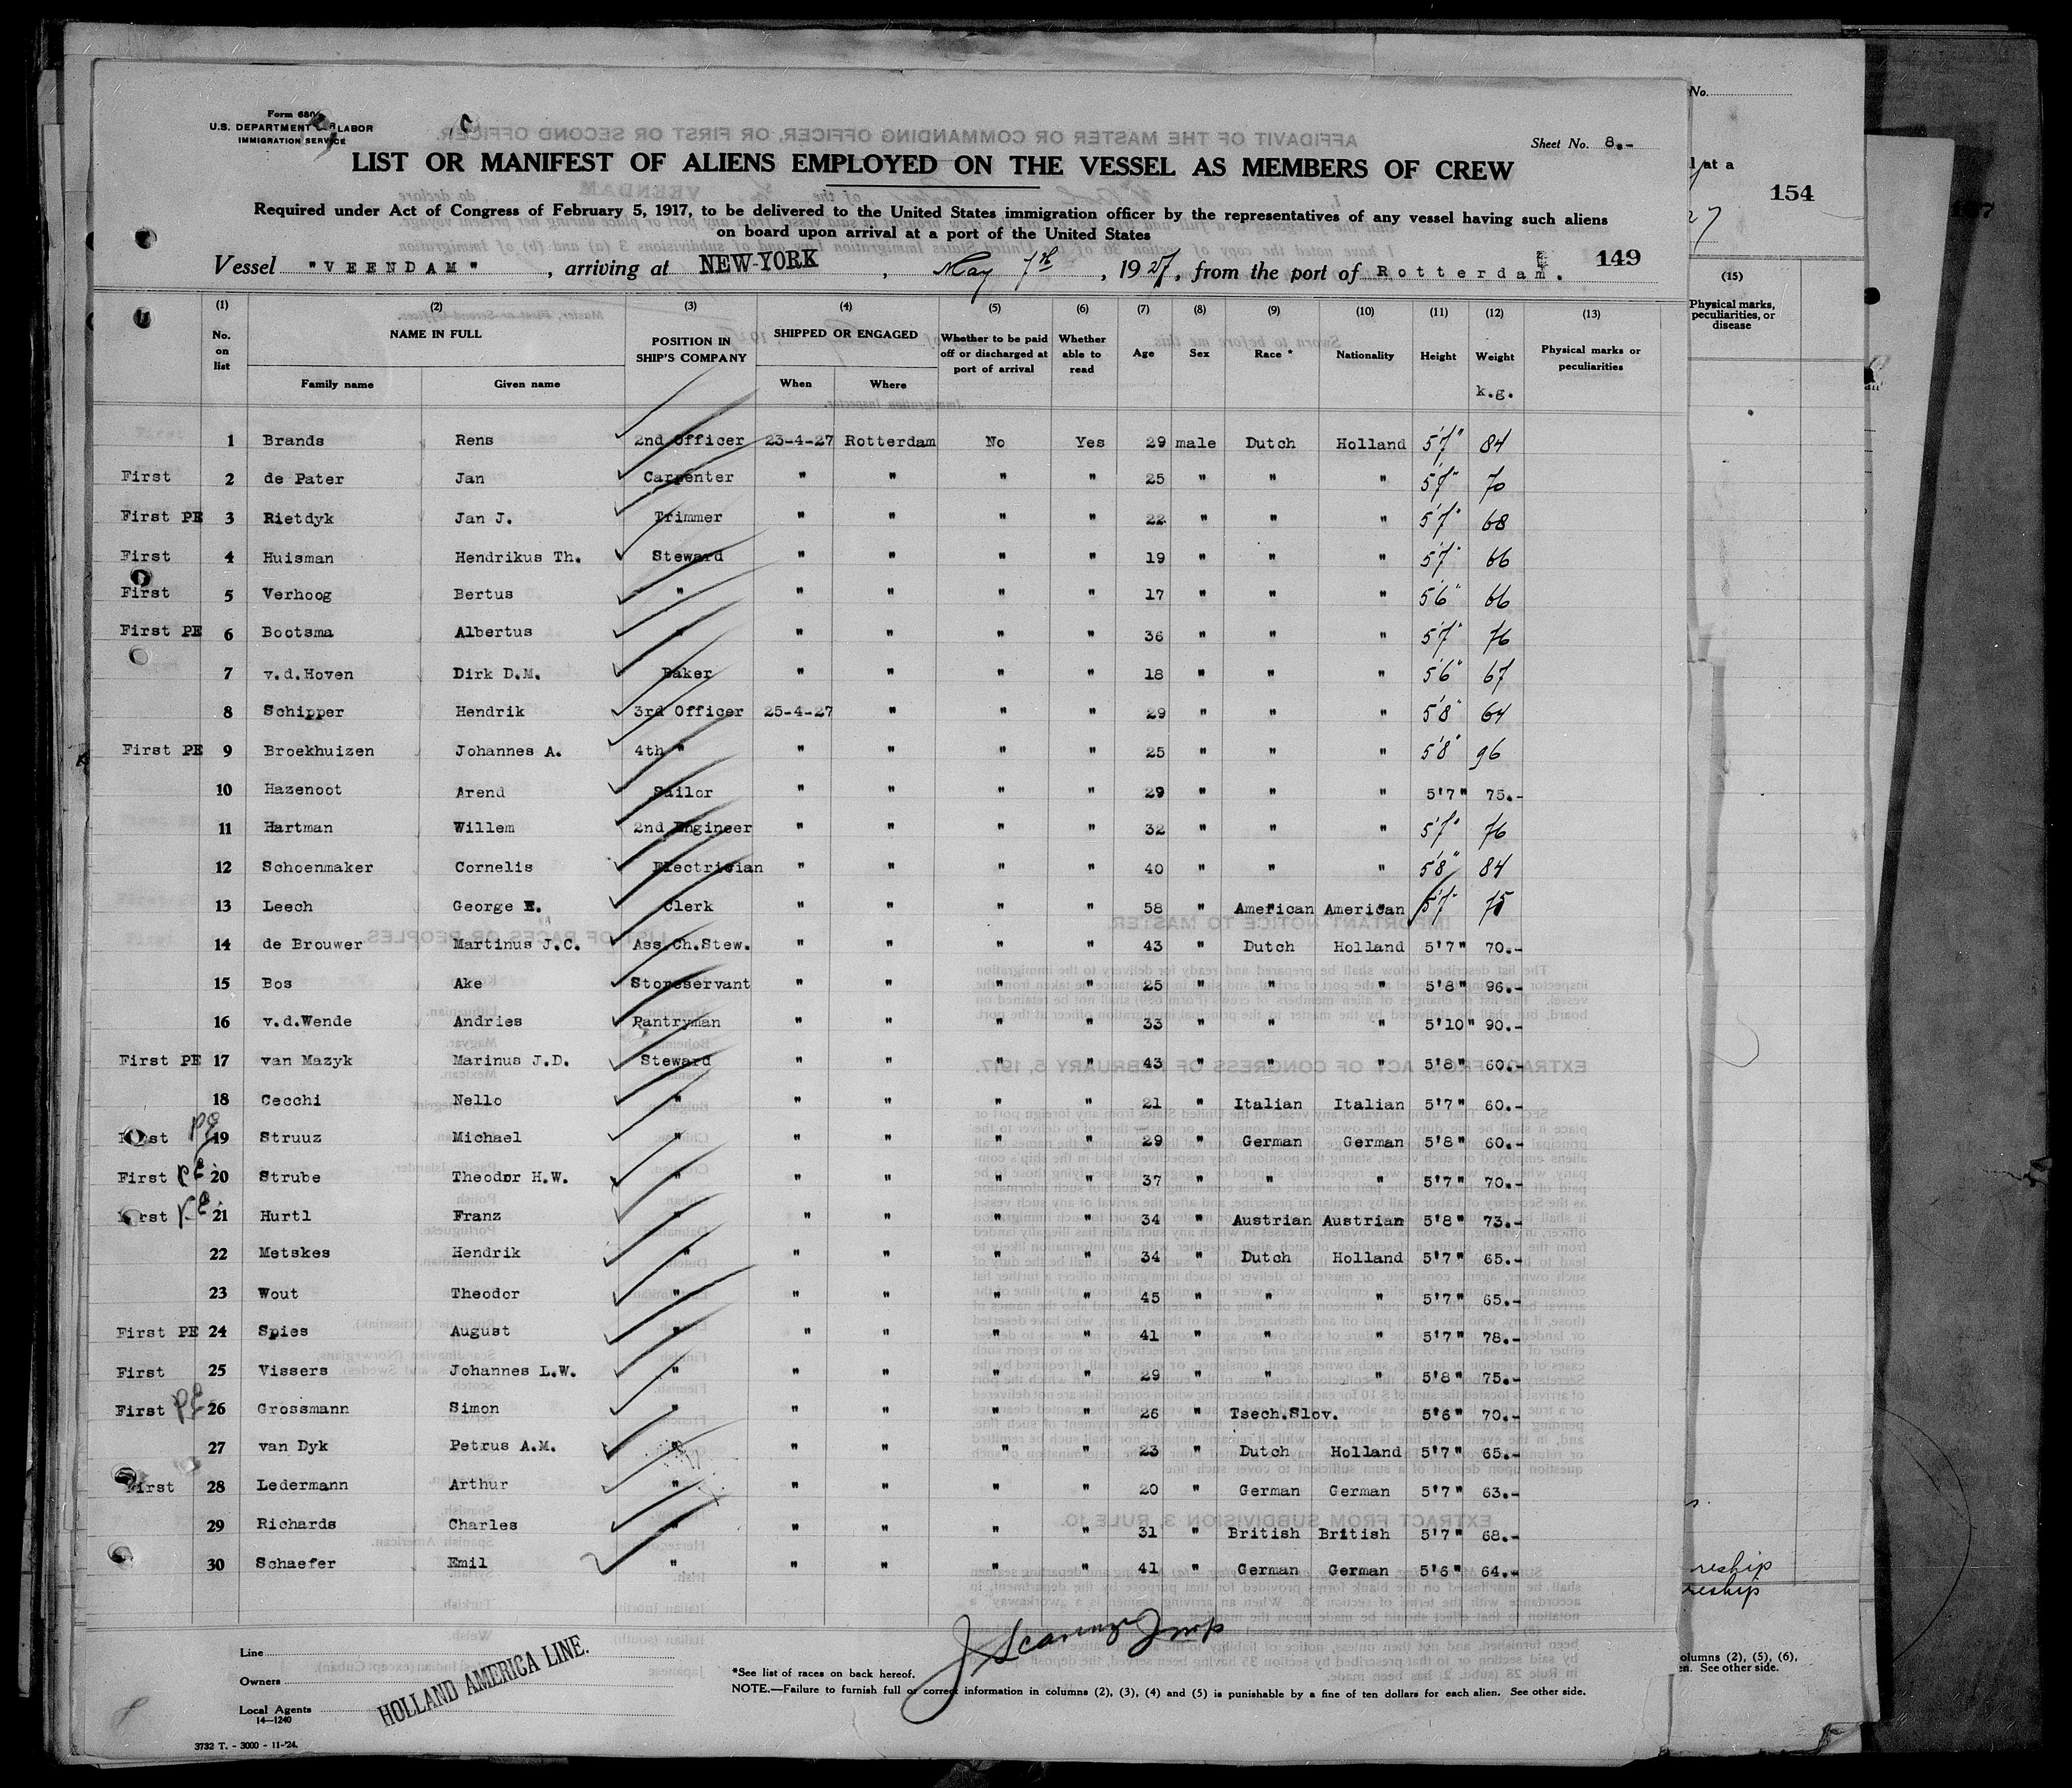 Form 680
U.S. DEPARTMENT OF LABOR
IMMIGRATION SERVICE
Sheet No. 8.-
LIST OR MANIFEST OF ALIENS EMPLOYED ON THE VESSEL AS MEMBERS OF CREW
Required under Act of Congress of February 5, 1917, to be delivered to the United States immigration officer by the representatives of any vessel having such aliens
on board upon arrival at a port of the United States
149
Vessel "VEENDAM", arriving at NEW-YORK, May 7th, 1927, from the port of Rotterdam.
(1) (2) (3) (4) (5) (6) (7) (8) (9) (10) (11) (12) (13)
No. on list NAME IN FULL Family name Given name POSITION IN SHIP'S COMPANY SHIPPED OR ENGAGED When Where Whether to be paid off or discharged at port of arrival Whether able to read Age Sex Race * Nationality Height Weight k.g. Physical marks or peculiarities
1 Brands Rens 2nd Officer 23-4-27 Rotterdam No Yes 29 male Dutch Holland 5'7" 84
First 2 de Pater Jan Carpenter " " " " 25 " " " 5'7" 70
First PE 3 Rietdyk Jan J. Trimmer " " " " 22 " " " 5'7" 68
First 4 Huisman Hendrikus Th. Steward " " " " 19 " " " 5'7" 66
First 5 Verhoog Bertus " " " " " 17 " " " 5'6" 66
First PE 6 Bootsma Albertus " " " " " 36 " " " 5'7" 76
7 v.d.Hoven Dirk D.M. Baker " " " " 18 " " " 5'6" 67
8 Schipper Hendrik 3rd Officer 25-4-27 " " " 29 " " " 5'8" 64
First PE 9 Broekhuizen Johannes A. 4th " " " " " 25 " " " 5'8" 96
10 Hazenoot Arend Sailor " " " " 29 " " " 5'7" 75.-
11 Hartman Willem 2nd Engineer " " " " 32 " " " 5'7" 76
12 Schoenmaker Cornelis Electrician " " " " 40 " " " 5'8" 84
13 Leech George E. Clerk " " " " 58 " American American 5'7" 75
14 de Brouwer Martinus J.C. Ass.Ch.Stew. " " " " 43 " Dutch Holland 5'7" 70.-
15 Bos Ake Storeservant " " " " 25 " " " 5'8" 96.-
16 v.d.Wende Andries Pantryman " " " " 33 " " " 5'10" 90.-
First PE 17 van Mazyk Marinus J.D. Steward " " " " 43 " " " 5'8" 60.-
18 Cecchi Nello " " " " " 21 " Italian Italian 5'7" 60.-
First PE 19 Struuz Michael " " " " " 29 " German German 5'8" 60.-
First PE 20 Strube Theodor H.W. " " " " " 37 " " " 5'7" 70.-
First PE 21 Hurtl Franz " " " " " 34 " Austrian Austrian 5'8" 73.-
22 Metskes Hendrik " " " " " 34 " Dutch Holland 5'7" 65.-
23 Wout Theodor " " " " " 45 " " " 5'7" 65.-
First PE 24 Spies August " " " " " 41 " " " 5'7" 78.-
First 25 Vissers Johannes L.W. " " " " " 29 " " " 5'8" 75.-
First PE 26 Grossmann Simon " " " " " 26 " Tsech.Slov. 5'6" 70.-
27 van Dyk Petrus A.M. " " " " " 23 " Dutch Holland 5'7" 65.-
First 28 Ledermann Arthur " " " " " 20 " German German 5'7" 63.-
29 Richards Charles " " " " " 31 " British British 5'7" 68.-
30 Schaefer Emil " " " " " 41 " German German 5'6" 64.-
Line
Owners
Local Agents
14-1240
HOLLAND AMERICA LINE.
*See list of races on back hereof.
NOTE.—Failure to furnish full or correct information in columns (2), (3), (4) and (5) is punishable by a fine of ten dollars for each alien. See other side.
3732 T. - 3000 - 11-'24.
No.
at a
154
27
(15)
Physical marks,
peculiarities, or
disease
reship
reship
olumns (2), (5), (6),
en. See other side.